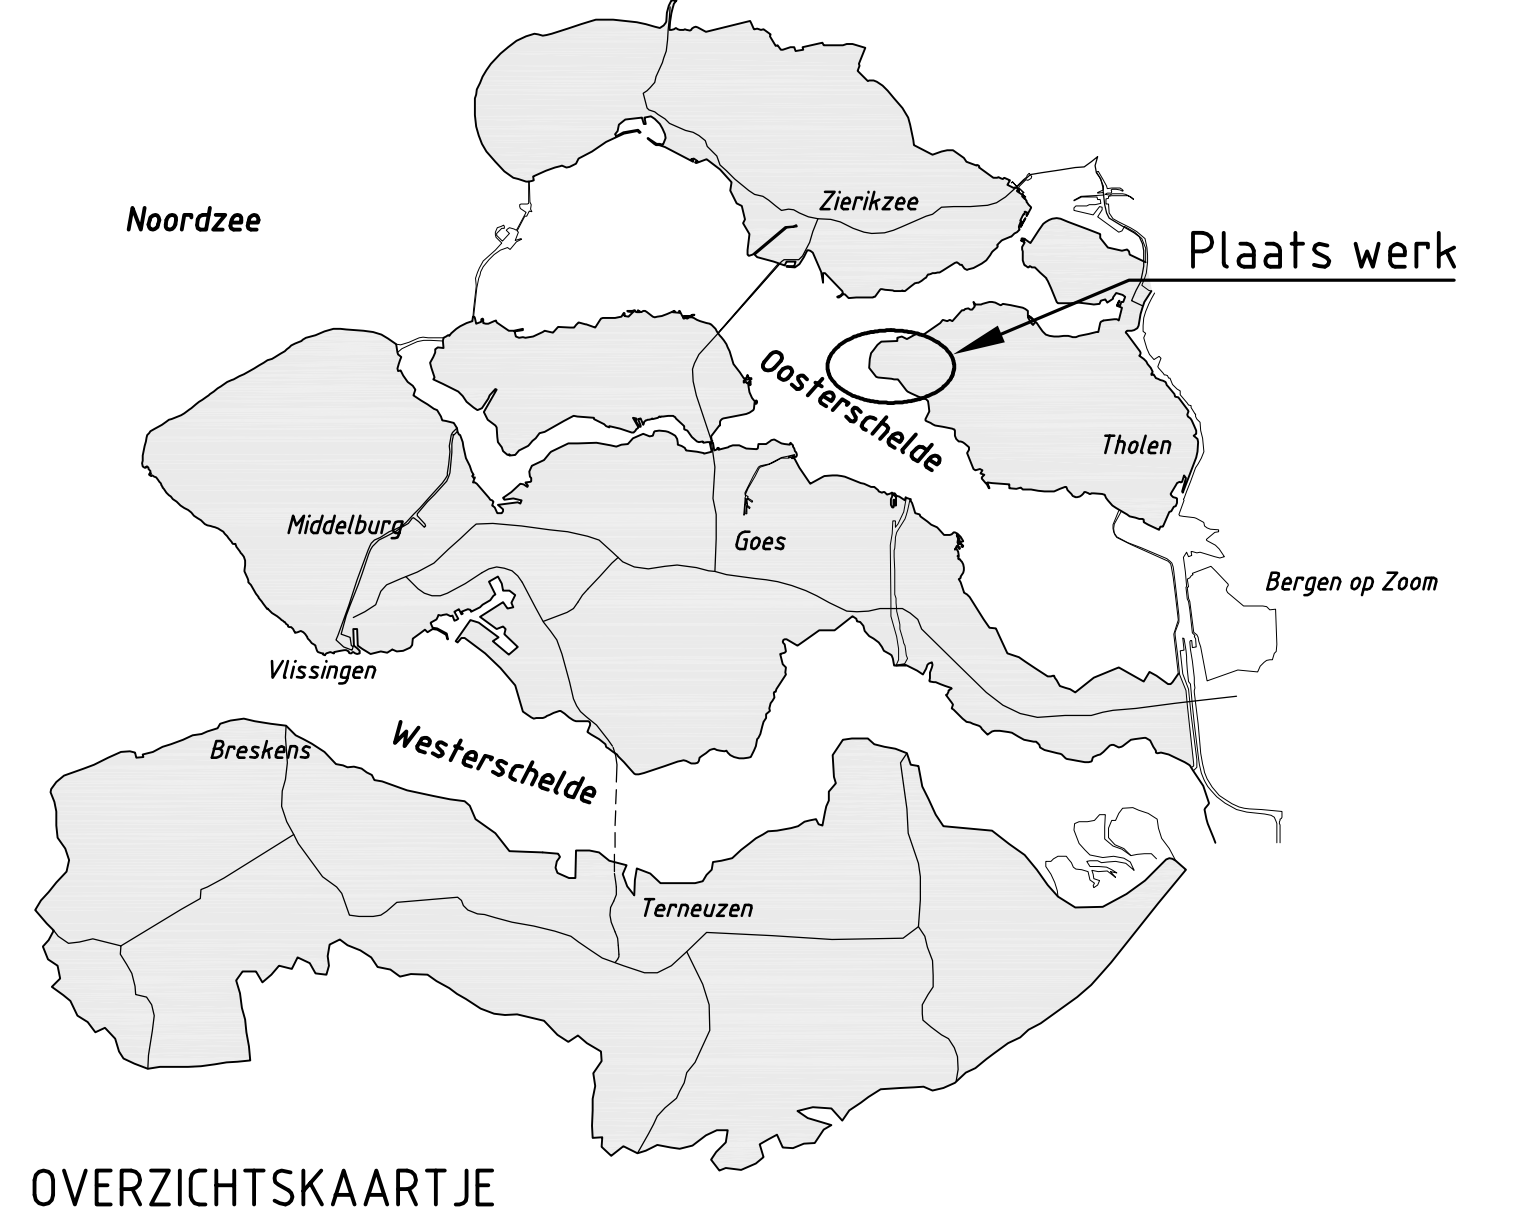 Zierikzee
Noordzee
Plaats werk
Oosterschelde
Tholen
Middelburg
Goes
Bergen op Zoom
Vlissingen
Westerschelde
Breskens
Terneuzen
OVERZICHTSKAARTJE